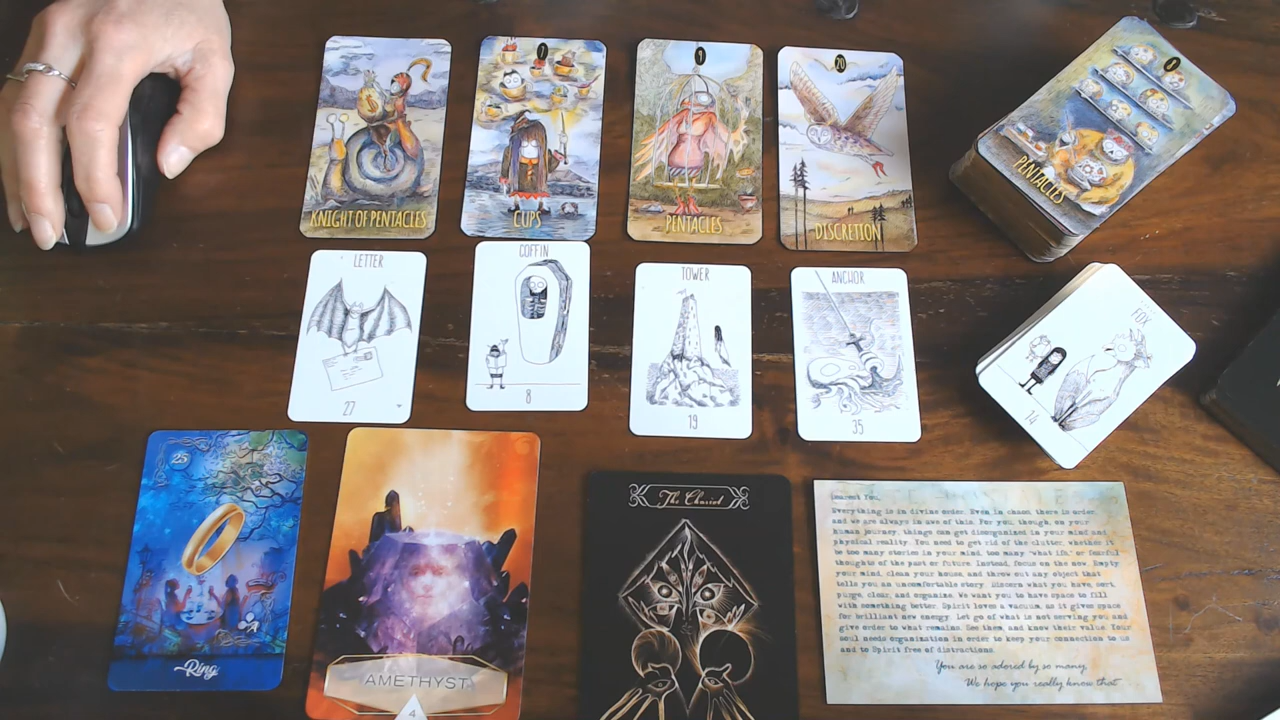 KNIGHT OF PENTACLES
7
CUPS
9
PENTACLES
20
DISCRETION
8
PENTACLES
LETTER
27
COFFIN
8
TOWER
19
ANCHOR
35
FOX
14
25
Ring
AMETHYST
4
The Chariot
Dearest You,
Everything is in divine order. Even in chaos, there is order,
and we are always in awe of this. For you, though, on your
human journey, things can get disorganized in your mind and
physical reality. You need to get rid of the clutter, whether it
be too many stories in your mind, too many "what ifs," or fearful
thoughts of the past or future. Instead, focus on the now. Empty
your mind, clean your house, and throw out any object that
tells you an uncomfortable story. Discern what you have, sort,
purge, clear, and organize. We want you to have space to fill
with something better. Spirit loves a vacuum, as it gives space
for brilliant new energy. Let go of what is not serving you and
give order to what remains. See them, and know their value. Your
soul needs organization in order to keep your connection to us
and to Spirit free of distractions.
You are so adored by so many,
We hope you really know that